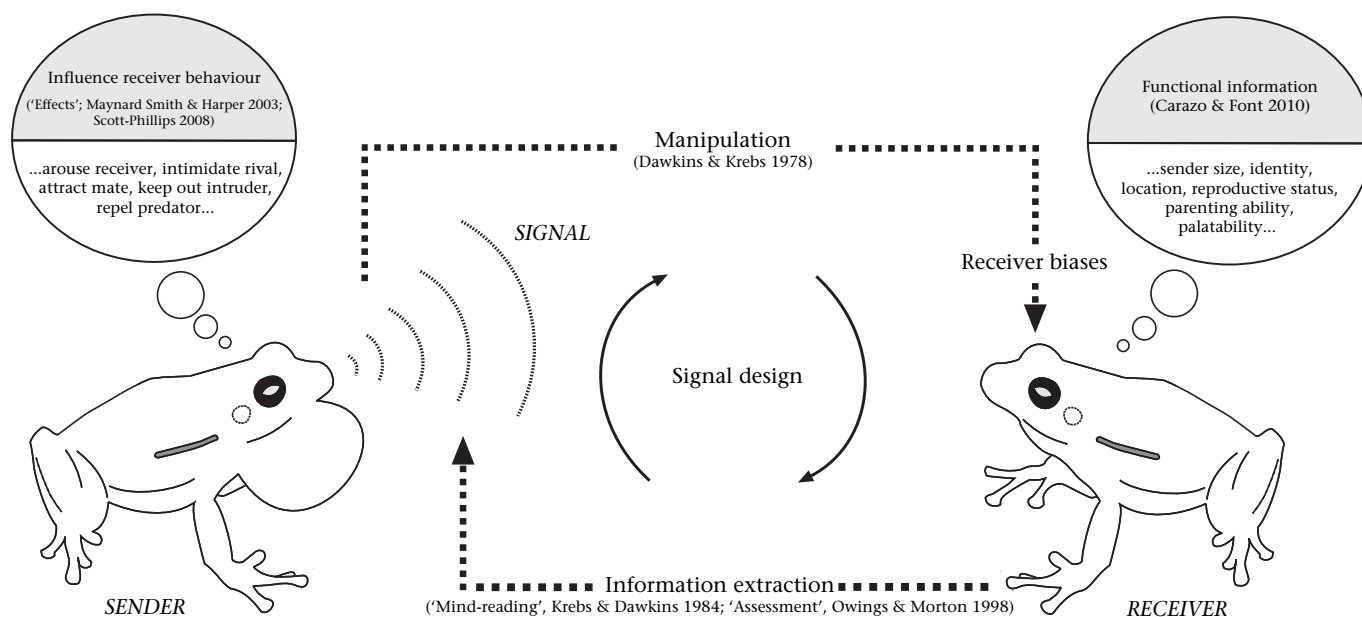 Influence receiver behaviour
('Effects'; Maynard Smith & Harper 2003;
Scott-Phillips 2008)
...arouse receiver, intimidate rival,
attract mate, keep out intruder,
repel predator...
Manipulation
(Dawkins & Krebs 1978)
Functional information
(Carazo & Font 2010)
...sender size, identity,
location, reproductive status,
parenting ability,
palatability...
SIGNAL
Receiver biases
Signal design
Information extraction
('Mind-reading', Krebs & Dawkins 1984; 'Assessment', Owings & Morton 1998)
SENDER
RECEIVER